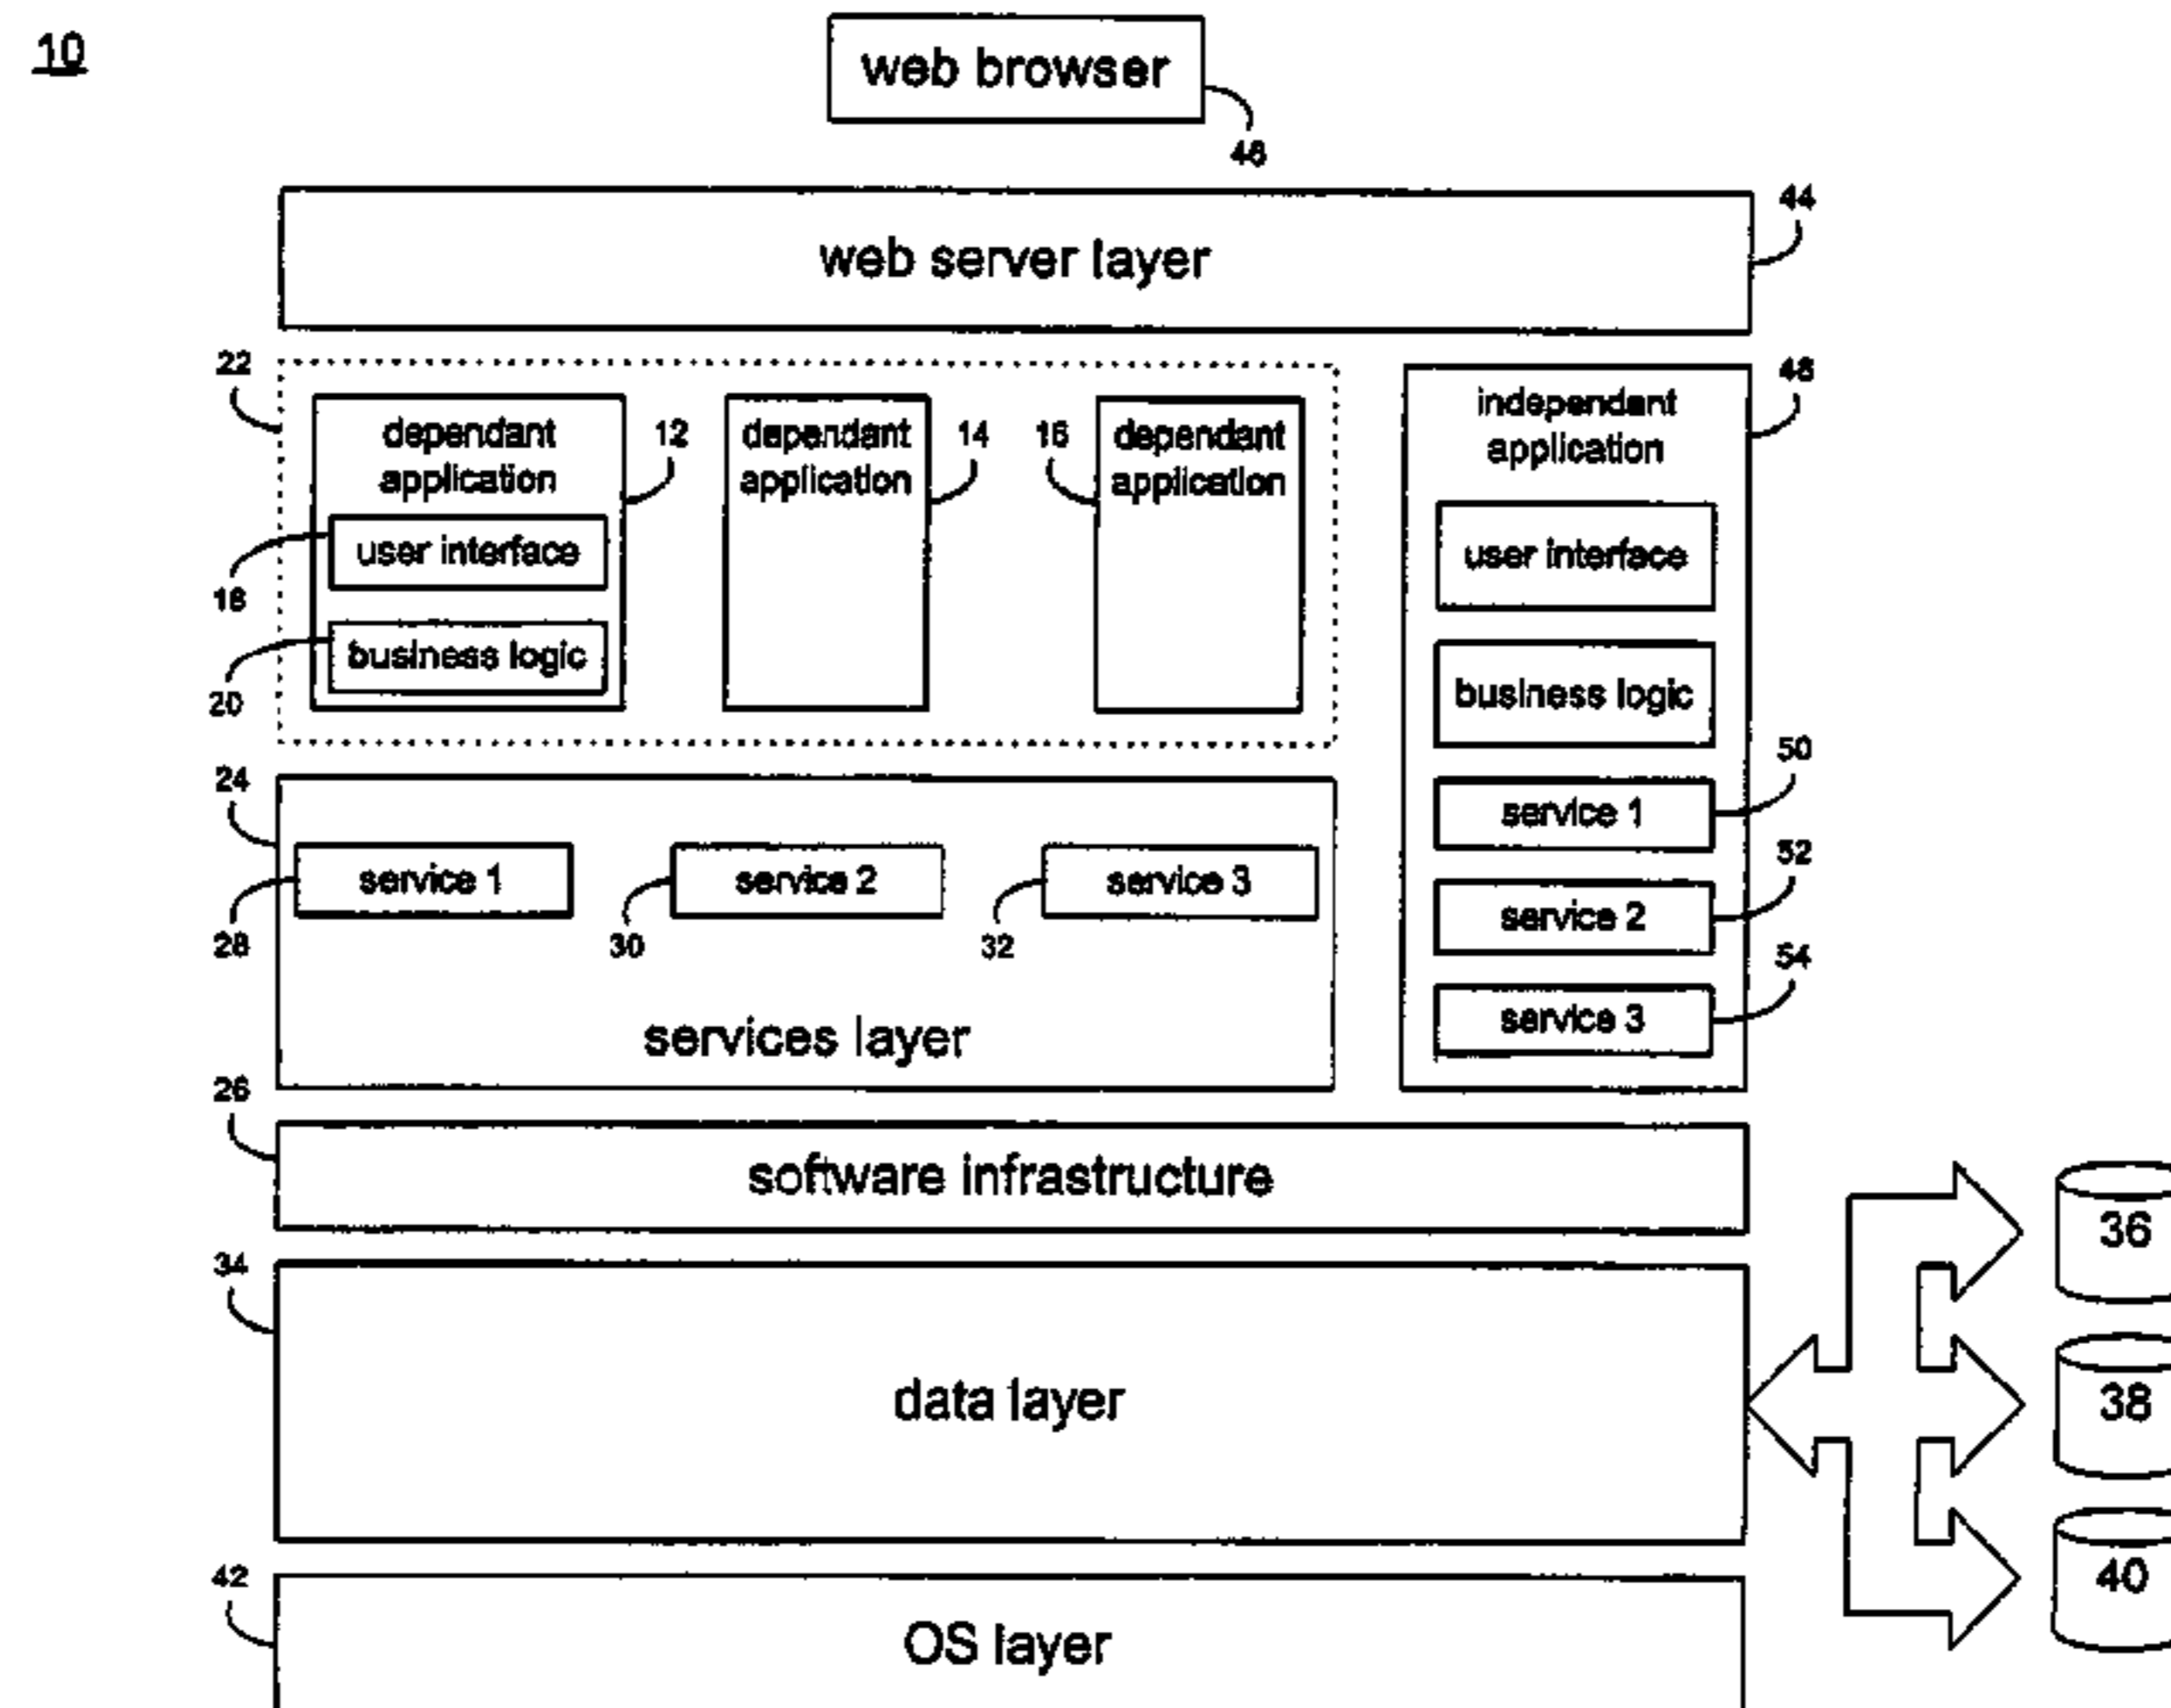 10
web browser
46
web server layer
44
22
48
dependant
application
12
dependant
application
14
16
dependant
application
independant
application
user interface
18
business logic
20
user interface
business logic
24
service 1
28
service 2
30
service 3
32
services layer
service 1
50
service 2
52
service 3
54
26
software infrastructure
34
data layer
36
38
40
42
OS layer